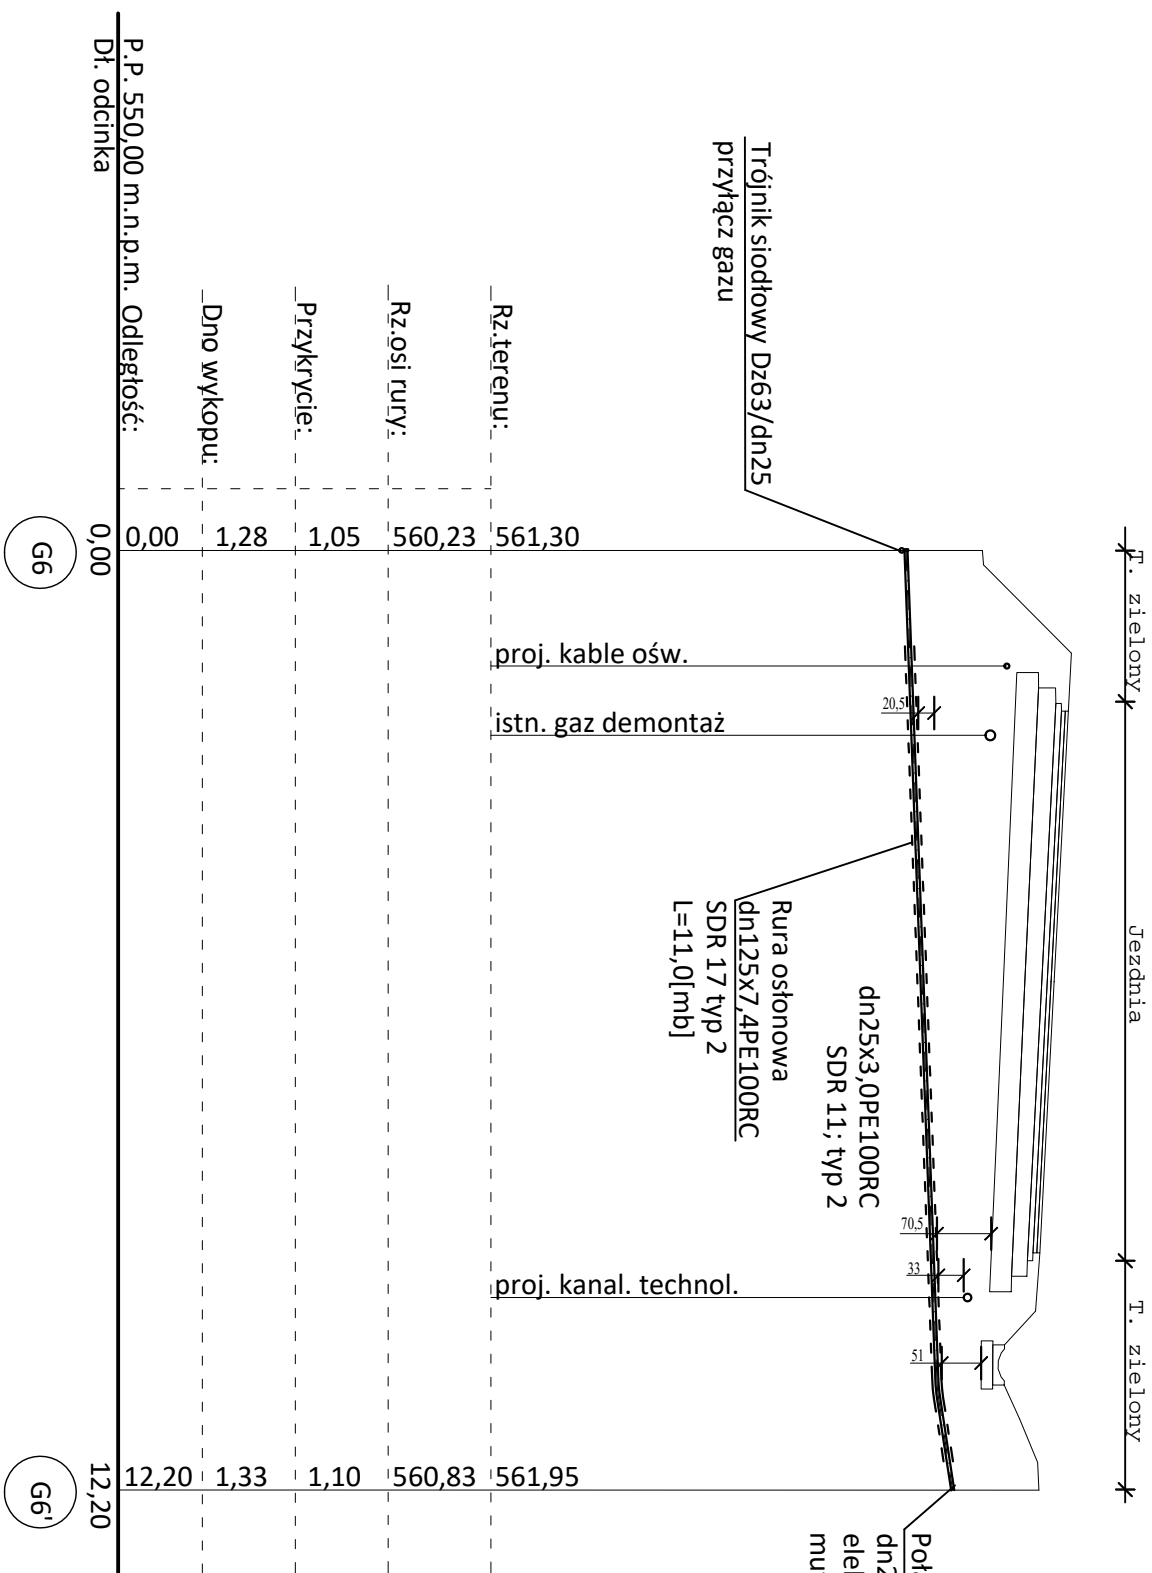 T. zielony
Jezdnia
T. zielony
Trójnik siodłowy Dz63/dn25
przyłącz gazu
20,5
70,5
33
51
dn25x3,0PE100RC
SDR 11; typ 2
Rura osłonowa
dn125x7,4PE100RC
SDR 17 typ 2
L=11,0[mb]
proj. kable ośw.
istn. gaz demontaż
proj. kanal. technol.
Rz.terenu:
561,30
561,95
Rz.osi rury:
560,23
560,83
Przykrycie:
1,05
1,10
Dno wykopu:
1,28
1,33
P.P. 550,00 m.n.p.m. Odległość:
0,00
12,20
Dł. odcinka
0,00
12,20
G6
G6'